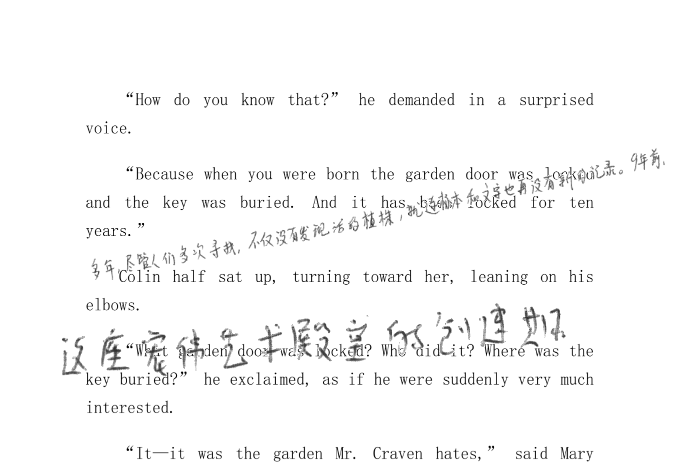 “How do you know that?” he demanded in a surprised
voice.
“Because when you were born the garden door was locked
and the key was buried. And it has been locked for ten
years.”
多年,尽管人们多次寻找,不仅没有发现活的植株,就连标本和文字也再没有新的记录。9年前,
Colin half sat up, turning toward her, leaning on his
elbows.
这座宏伟艺术殿堂的创建却
“What garden door was locked? Who did it? Where was the
key buried?” he exclaimed, as if he were suddenly very much
interested.
“It—it was the garden Mr. Craven hates,” said Mary